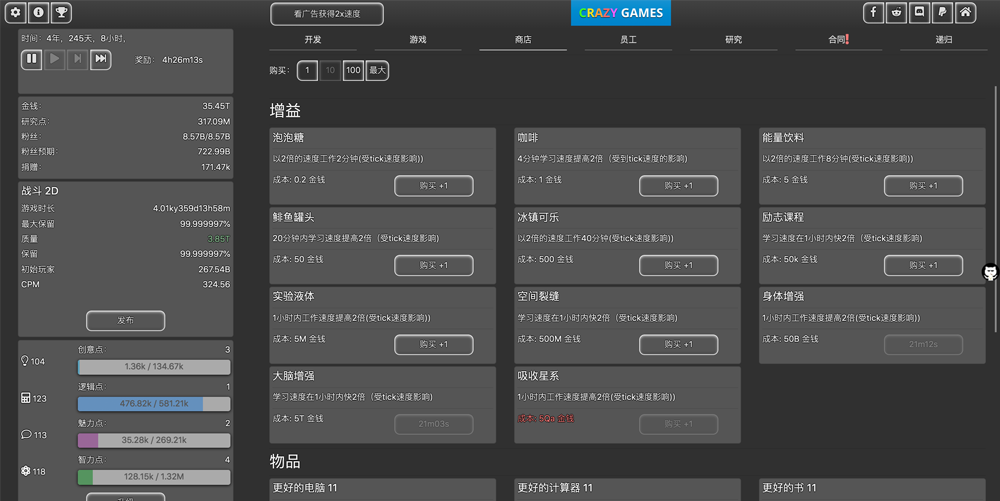 时间: 4年, 245天, 8小时,
奖励: 4h26m13s
金钱: 35.45T
研究点: 317.09M
粉丝: 8.57B/8.57B
粉丝预期: 722.99B
捐赠: 171.47k
战斗 2D
游戏时长 4.01ky359d13h58m
最大保留 99.999997%
质量 3.85T
保留 99.999997%
初始玩家 267.54B
CPM 324.56
发布
104 创意点: 3
1.36k / 134.67k
123 逻辑点: 1
476.82k / 581.21k
113 魅力点: 2
35.28k / 269.21k
118 智力点: 4
128.15k / 1.32M
看广告获得2x速度
CRAZY GAMES
开发 游戏 商店 员工 研究 合同! 递归
购买: 1 10 100 最大
增益
泡泡糖
以2倍的速度工作2分钟(受tick速度影响))
成本: 0.2 金钱 购买 +1
咖啡
4分钟学习速度提高2倍（受到tick速度的影响)
成本: 1 金钱 购买 +1
能量饮料
以2倍的速度工作8分钟(受tick速度影响))
成本: 5 金钱 购买 +1
鲱鱼罐头
20分钟内学习速度提高2倍（受tick速度影响)
成本: 50 金钱 购买 +1
冰镇可乐
以2倍的速度工作40分钟(受tick速度影响))
成本: 500 金钱 购买 +1
励志课程
学习速度在1小时内快2倍（受tick速度影响)
成本: 50k 金钱 购买 +1
实验液体
1小时内工作速度提高2倍(受tick速度影响))
成本: 5M 金钱 购买 +1
空间裂缝
学习速度在1小时内快2倍（受tick速度影响)
成本: 500M 金钱 购买 +1
身体增强
1小时内工作速度提高2倍(受tick速度影响))
成本: 50B 金钱 21m12s
大脑增强
学习速度在1小时内快2倍（受tick速度影响)
成本: 5T 金钱 21m03s
吸收星系
1小时内工作速度提高2倍(受tick速度影响))
成本: 5Qa 金钱 购买 +1
物品
更好的电脑 11
更好的计算器 11
更好的书 11